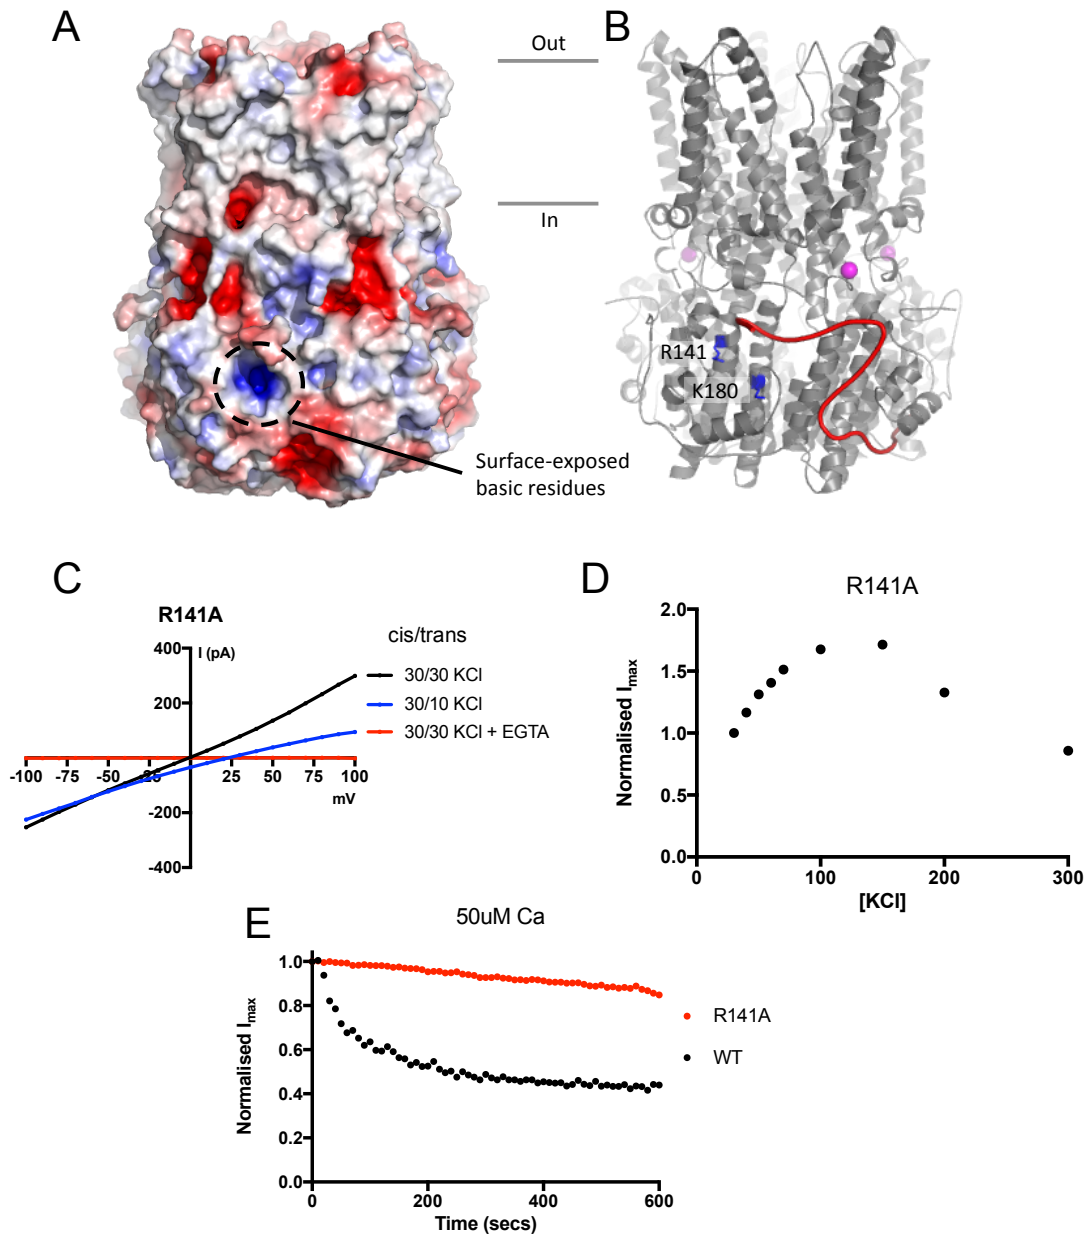 A
B
Out
In
R141
K180
Surface-exposed
basic residues
C
R141A
I (pA)
400
200
-200
-400
-100 -75 -50 -25 25 50 75 100
mV
cis/trans
30/30 KCl
30/10 KCl
30/30 KCl + EGTA
D
R141A
Normalised Imax
2.0
1.5
1.0
0.5
0.0
0 100 200 300
[KCl]
E
50uM Ca
Normalised Imax
1.0
0.8
0.6
0.4
0.2
0.0
0 200 400 600
Time (secs)
R141A
WT